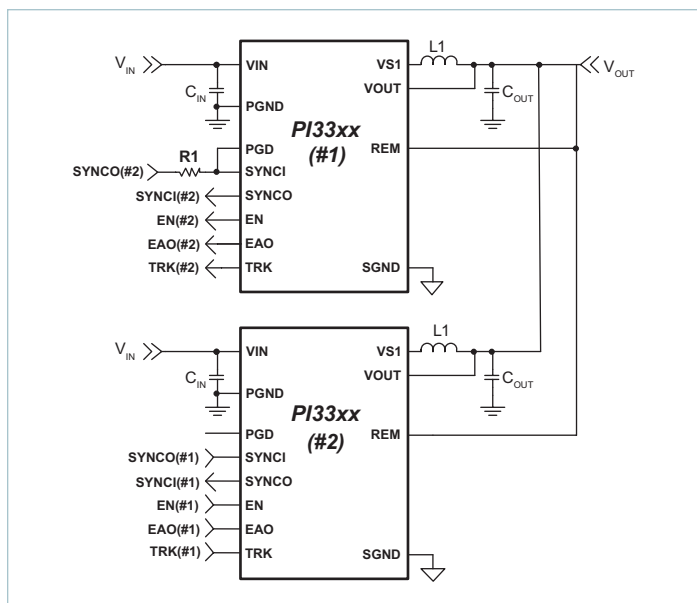 VIN
VIN
CIN
PGND
PI33xx
(#1)
VS1
L1
VOUT
COUT
VOUT
REM
PGD
R1
SYNCO(#2)
SYNCI
SYNCI(#2)
SYNCO
EN(#2)
EN
EAO(#2)
EAO
TRK(#2)
TRK
SGND
VIN
VIN
CIN
PGND
PI33xx
(#2)
VS1
L1
VOUT
COUT
REM
PGD
SYNCO(#1)
SYNCI
SYNCI(#1)
SYNCO
EN(#1)
EN
EAO(#1)
EAO
TRK(#1)
TRK
SGND